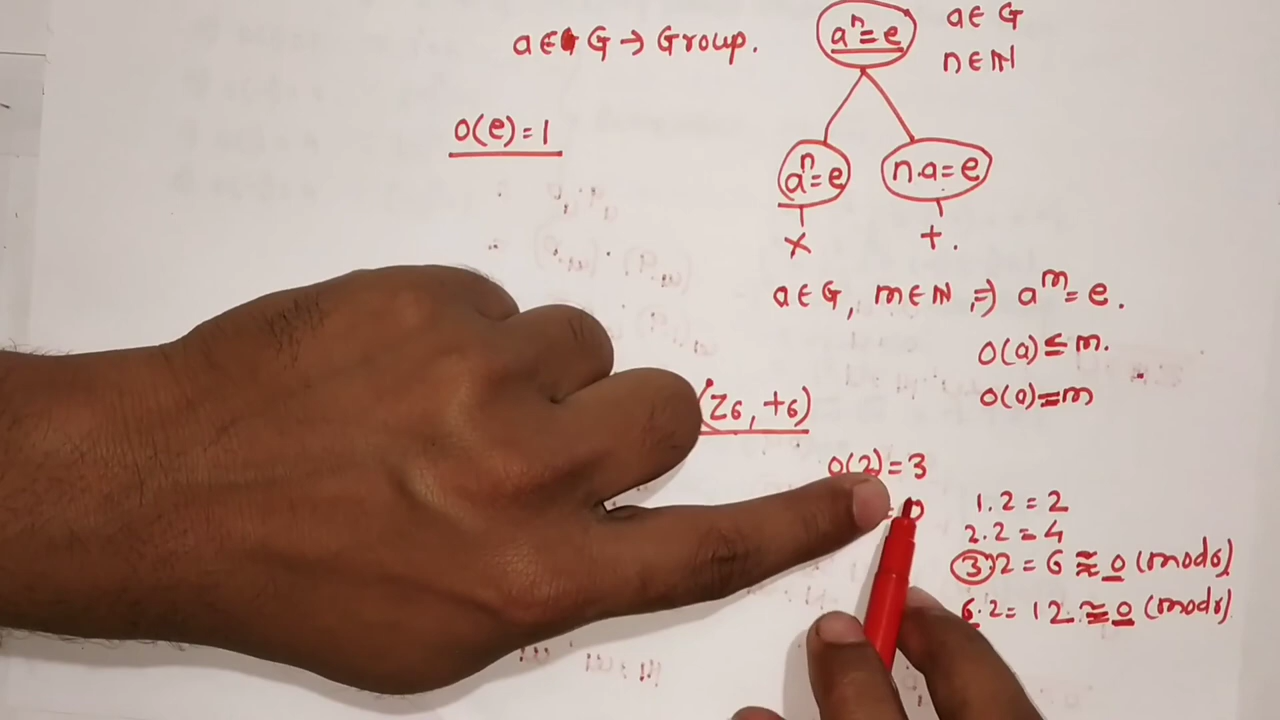 a∈G → Group.
aⁿ=e
a∈G
n∈ℕ
O(e)=1
aⁿ=e
n.a=e
×
+.
a∈G, m∈ℕ ⇒ aᵐ=e.
O(a)≤m.
O(a)=m
(Z6, +6)
O(2)=3
=0
1.2=2
2.2=4
3.2=6≊0 (mod6)
6.2=12.≊0 (mod6)